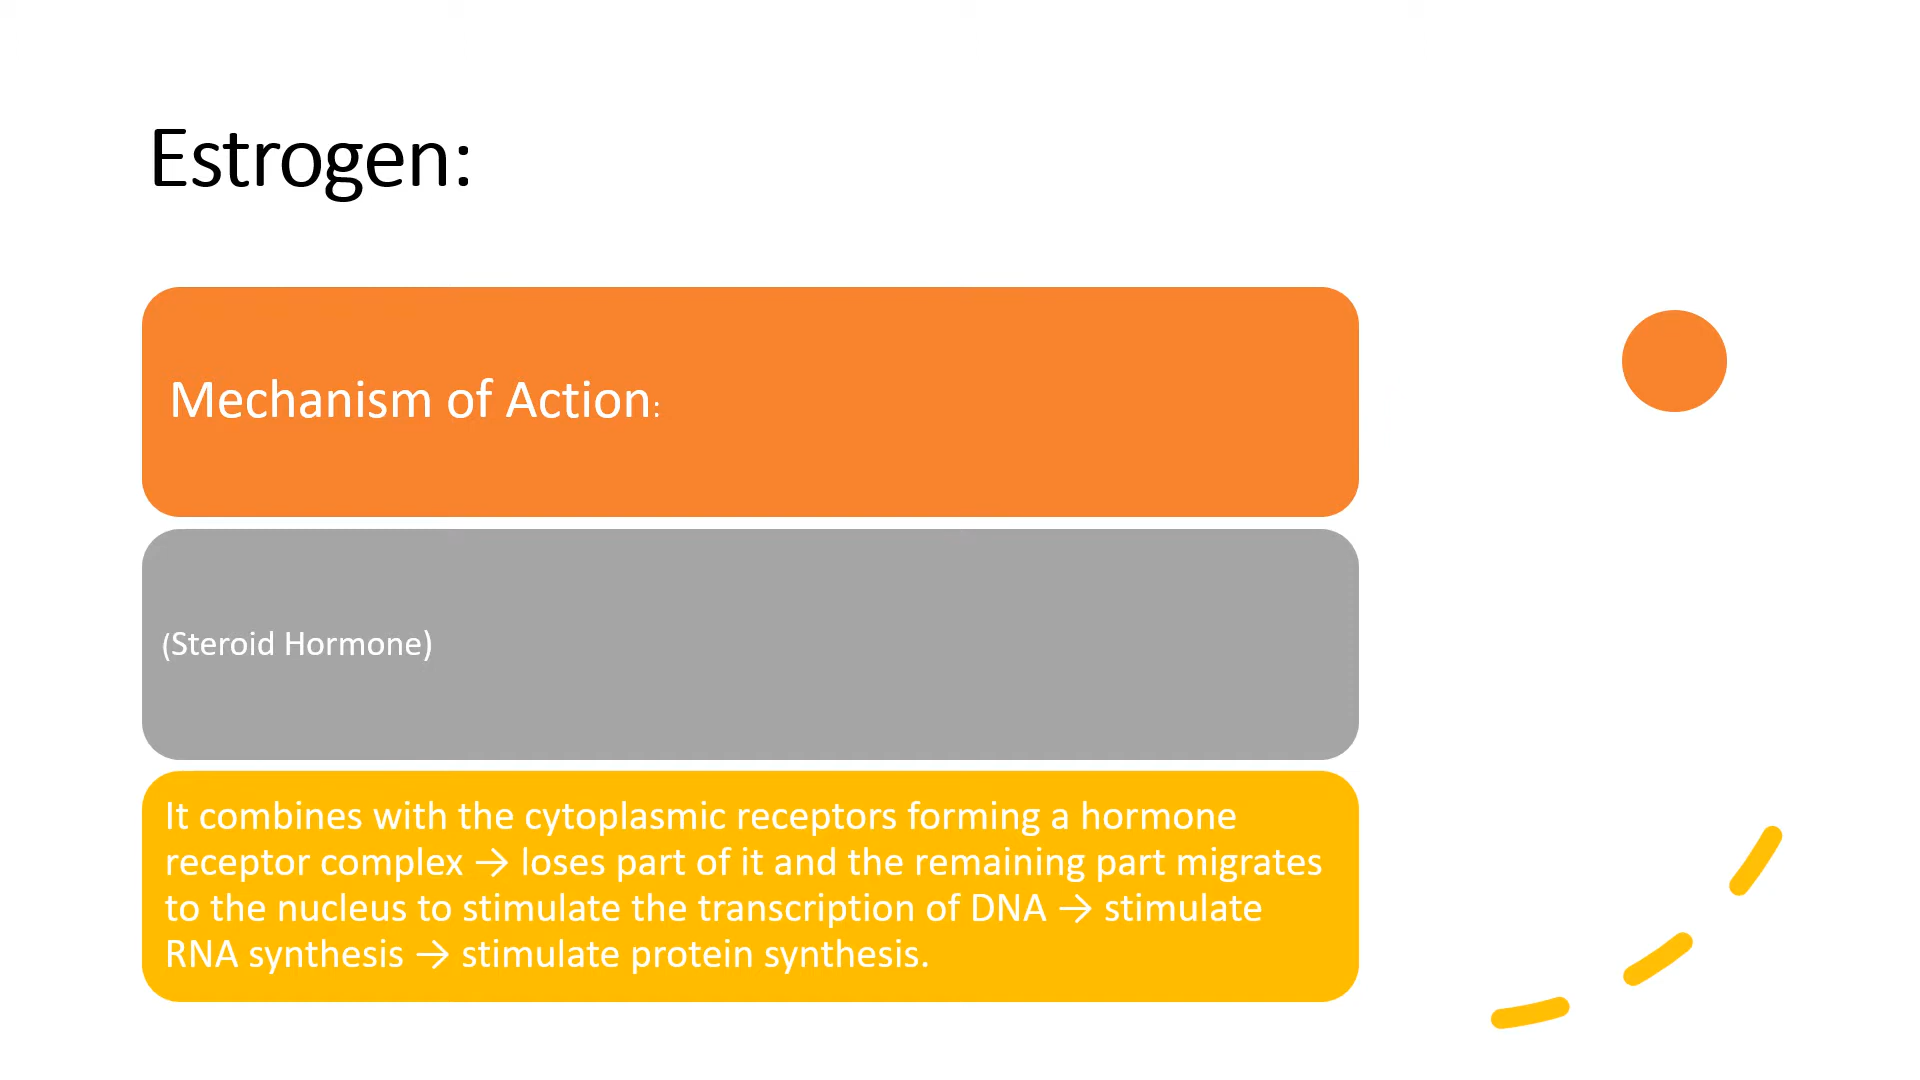 Estrogen:
Mechanism of Action:
(Steroid Hormone)
It combines with the cytoplasmic receptors forming a hormone
receptor complex → loses part of it and the remaining part migrates
to the nucleus to stimulate the transcription of DNA → stimulate
RNA synthesis → stimulate protein synthesis.